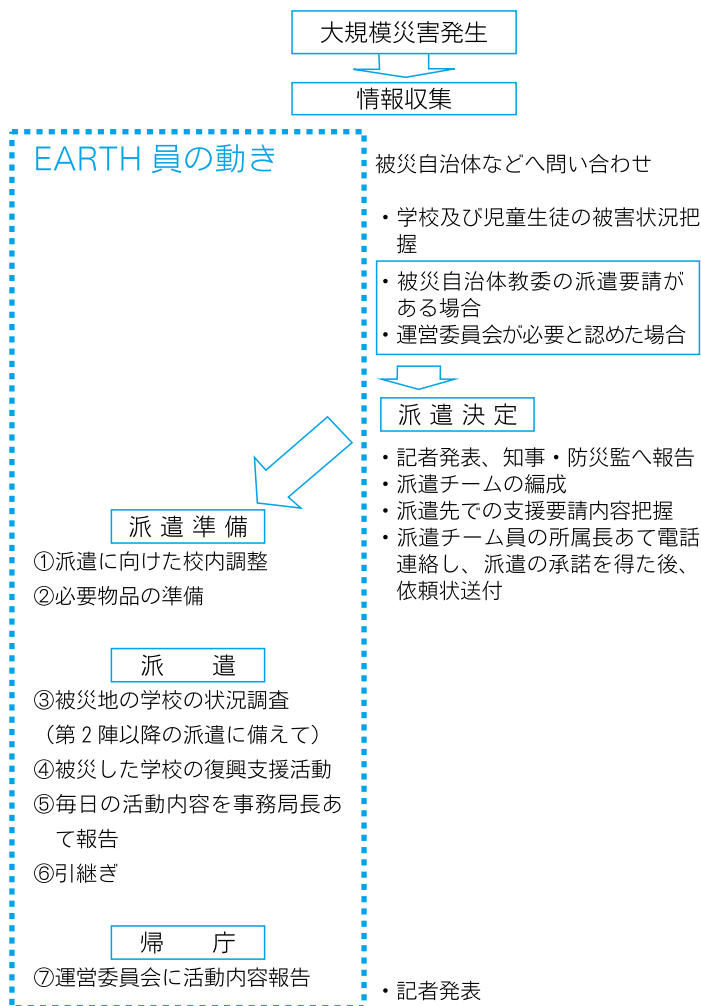 大規模災害発生
情報収集
EARTH 員の動き
被災自治体などへ問い合わせ
・学校及び児童生徒の被害状況把
握
・被災自治体教委の派遣要請が
ある場合
・運営委員会が必要と認めた場合
派遣決定
・記者発表、知事・防災監へ報告
・派遣チームの編成
・派遣先での支援要請内容把握
・派遣チーム員の所属長あて電話
連絡し、派遣の承諾を得た後、
依頼状送付
派遣準備
①派遣に向けた校内調整
②必要物品の準備
派　　遣
③被災地の学校の状況調査
（第２陣以降の派遣に備えて）
④被災した学校の復興支援活動
⑤毎日の活動内容を事務局長あ
て報告
⑥引継ぎ
帰　　庁
⑦運営委員会に活動内容報告
・記者発表